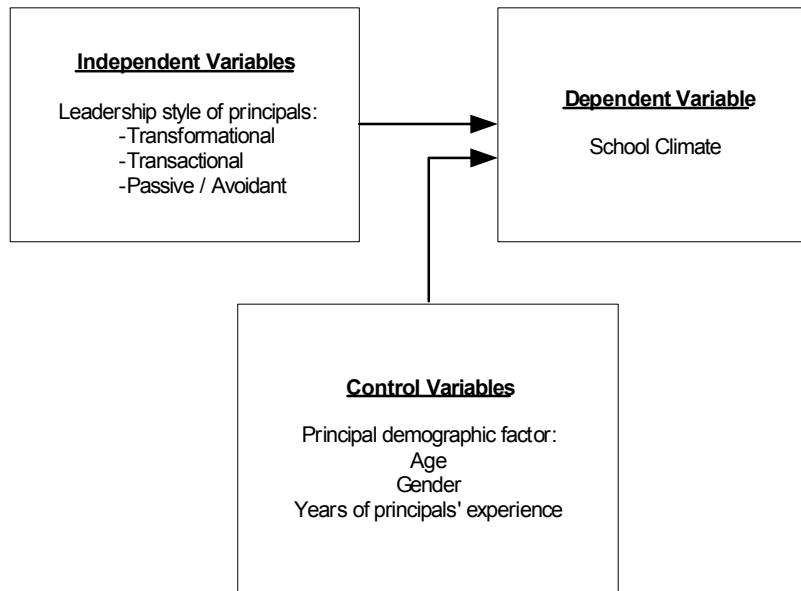 Independent Variables
Leadership style of principals:
-Transformational
-Transactional
-Passive / Avoidant
Dependent Variable
School Climate
Control Variables
Principal demographic factor:
Age
Gender
Years of principals' experience